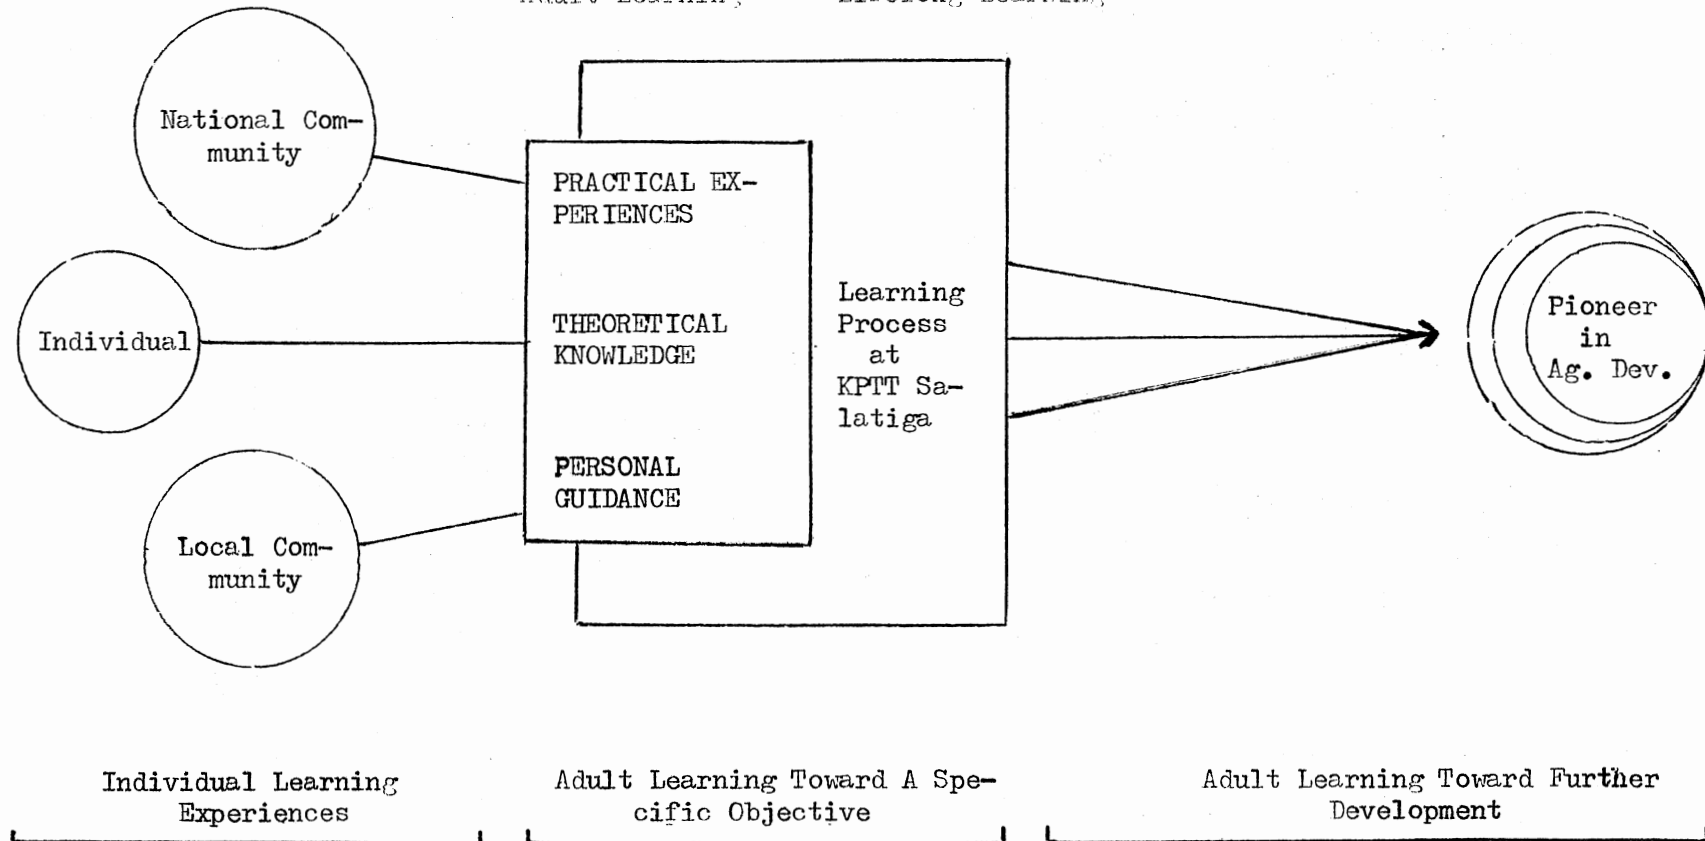 National Com-
munity
Individual
Local Com-
munity
PRACTICAL EX-
PERIENCES
THEORETICAL
KNOWLEDGE
PERSONAL
GUIDANCE
Learning
Process
at
KPTT Sa-
latiga
Pioneer
in
Ag. Dev.
Individual Learning
Experiences
Adult Learning Toward A Spe-
cific Objective
Adult Learning Toward Further
Development